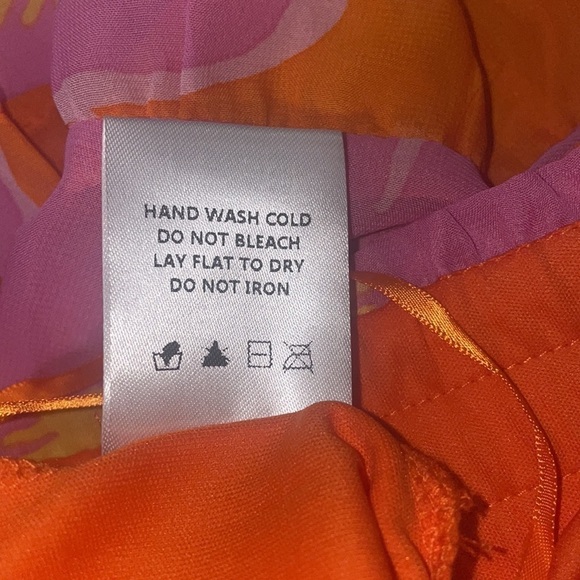 HAND WASH COLD
DO NOT BLEACH
LAY FLAT TO DRY
DO NOT IRON